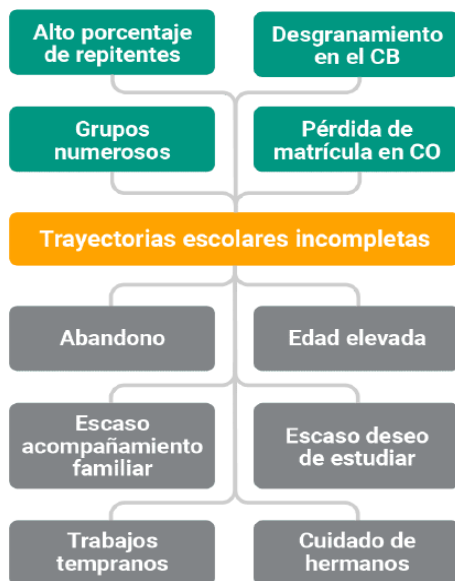 Alto porcentaje
de repitentes
Desgranamiento
en el CB
Grupos
numerosos
Pérdida de
matrícula en CO
Trayectorias escolares incompletas
Abandono
Edad elevada
Escaso
acompañamiento
familiar
Escaso deseo
de estudiar
Trabajos
tempranos
Cuidado de
hermanos